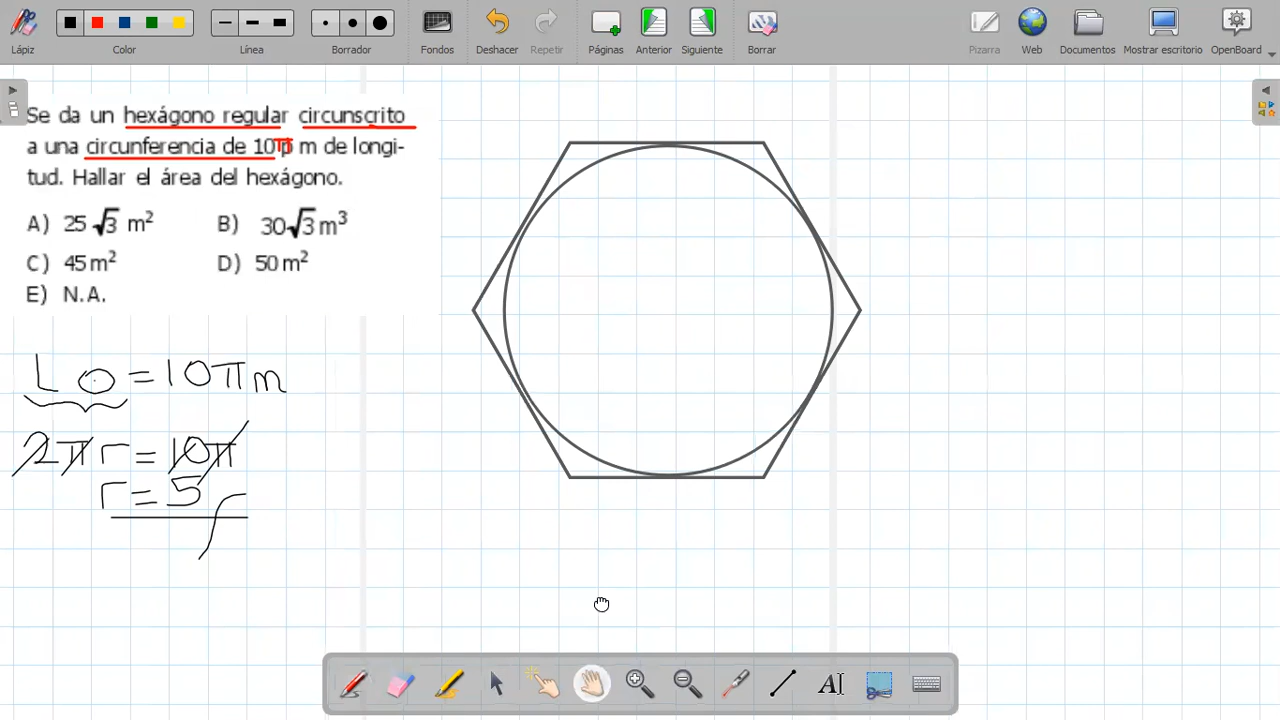 Lápiz Color Línea Borrador Fondos Deshacer Repetir Páginas Anterior Siguiente Borrar Pizarra Web Documentos Mostrar escritorio OpenBoard
Se da un hexágono regular circunscrito
a una circunferencia de 10π m de longi-
tud. Hallar el área del hexágono.
A) 25√3 m² B) 30√3 m³
C) 45 m² D) 50 m²
E) N.A.
L o = 10π m
2π r = 10π
r = 5